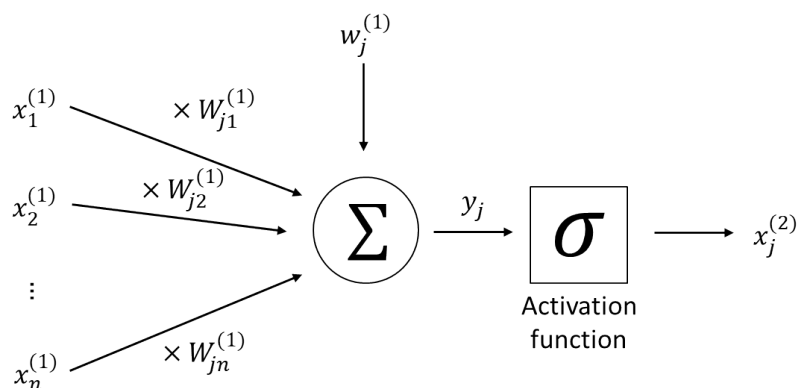 w_j^{(1)}
x_1^{(1)}
× W_{j1}^{(1)}
x_2^{(1)}
× W_{j2}^{(1)}
Σ
y_j
σ
x_j^{(2)}
⋮
Activation
function
x_n^{(1)}
× W_{jn}^{(1)}